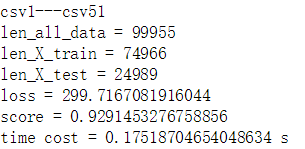 csv1---csv51
len_all_data = 99955
len_X_train = 74966
len_X_test = 24989
loss = 299.7167081916044
score = 0.9291453276758856
time cost = 0.17518704654048634 s